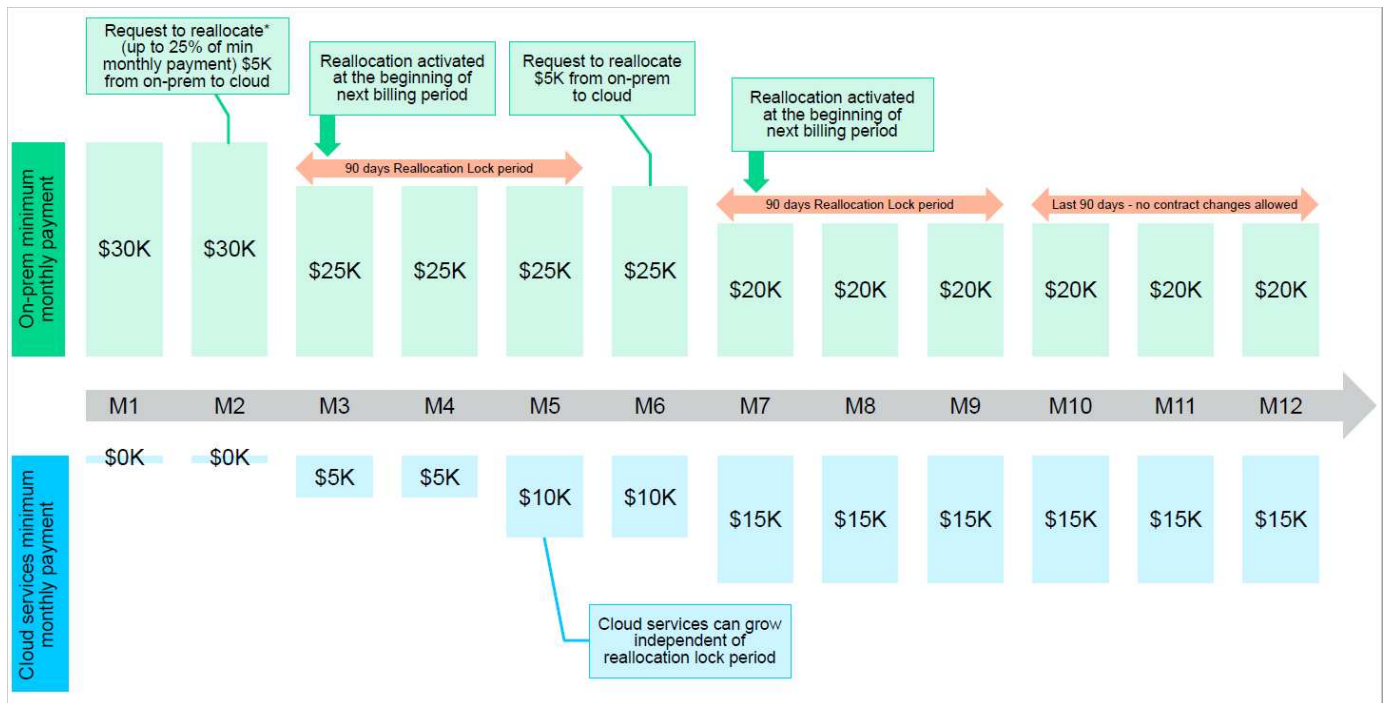 Request to reallocate*
(up to 25% of min
monthly payment) $5K
from on-prem to cloud
Reallocation activated
at the beginning of
next billing period
Request to reallocate
$5K from on-prem
to cloud
Reallocation activated
at the beginning of
next billing period
90 days Reallocation Lock period
90 days Reallocation Lock period
Last 90 days - no contract changes allowed
On-prem minimum
monthly payment
$30K
$30K
$25K
$25K
$25K
$25K
$20K
$20K
$20K
$20K
$20K
$20K
M1
M2
M3
M4
M5
M6
M7
M8
M9
M10
M11
M12
Cloud services minimum
monthly payment
$0K
$0K
$5K
$5K
$10K
$10K
$15K
$15K
$15K
$15K
$15K
$15K
Cloud services can grow
independent of
reallocation lock period